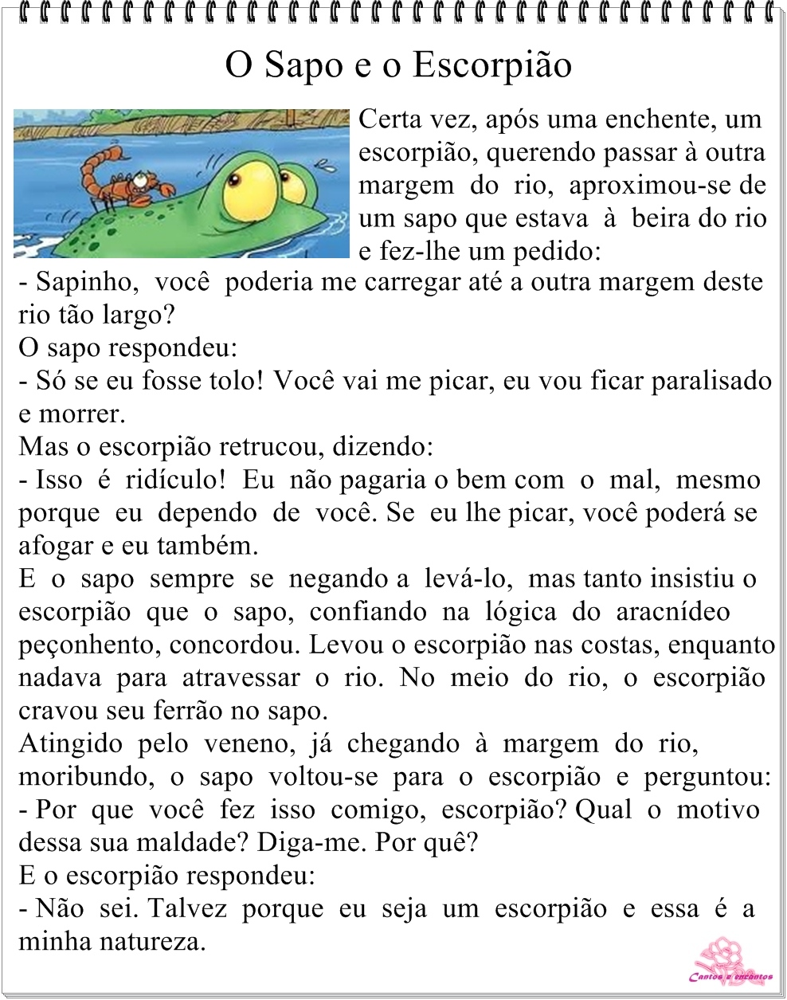 O Sapo e o Escorpião
Certa vez, após uma enchente, um
escorpião, querendo passar à outra
margem do rio, aproximou-se de
um sapo que estava à beira do rio
e fez-lhe um pedido:
- Sapinho, você poderia me carregar até a outra margem deste
rio tão largo?
O sapo respondeu:
- Só se eu fosse tolo! Você vai me picar, eu vou ficar paralisado
e morrer.
Mas o escorpião retrucou, dizendo:
- Isso é ridículo! Eu não pagaria o bem com o mal, mesmo
porque eu dependo de você. Se eu lhe picar, você poderá se
afogar e eu também.
E o sapo sempre se negando a levá-lo, mas tanto insistiu o
escorpião que o sapo, confiando na lógica do aracnídeo
peçonhento, concordou. Levou o escorpião nas costas, enquanto
nadava para atravessar o rio. No meio do rio, o escorpião
cravou seu ferrão no sapo.
Atingido pelo veneno, já chegando à margem do rio,
moribundo, o sapo voltou-se para o escorpião e perguntou:
- Por que você fez isso comigo, escorpião? Qual o motivo
dessa sua maldade? Diga-me. Por quê?
E o escorpião respondeu:
- Não sei. Talvez porque eu seja um escorpião e essa é a
minha natureza.
Cantos e encantos